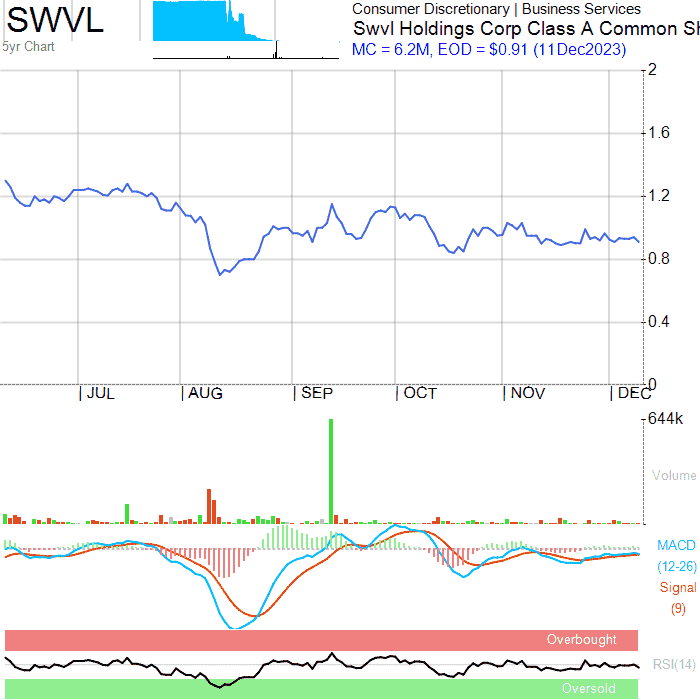 SWVL
5yr Chart
Consumer Discretionary | Business Services
Swvl Holdings Corp Class A Common Sh
MC = 6.2M, EOD = $0.91 (11Dec2023)
2
1.6
1.2
0.8
0.4
0
| JUL | AUG | SEP | OCT | NOV | DEC
644k
Volume
MACD
(12-26)
Signal
(9)
Overbought
RSI(14)
Oversold